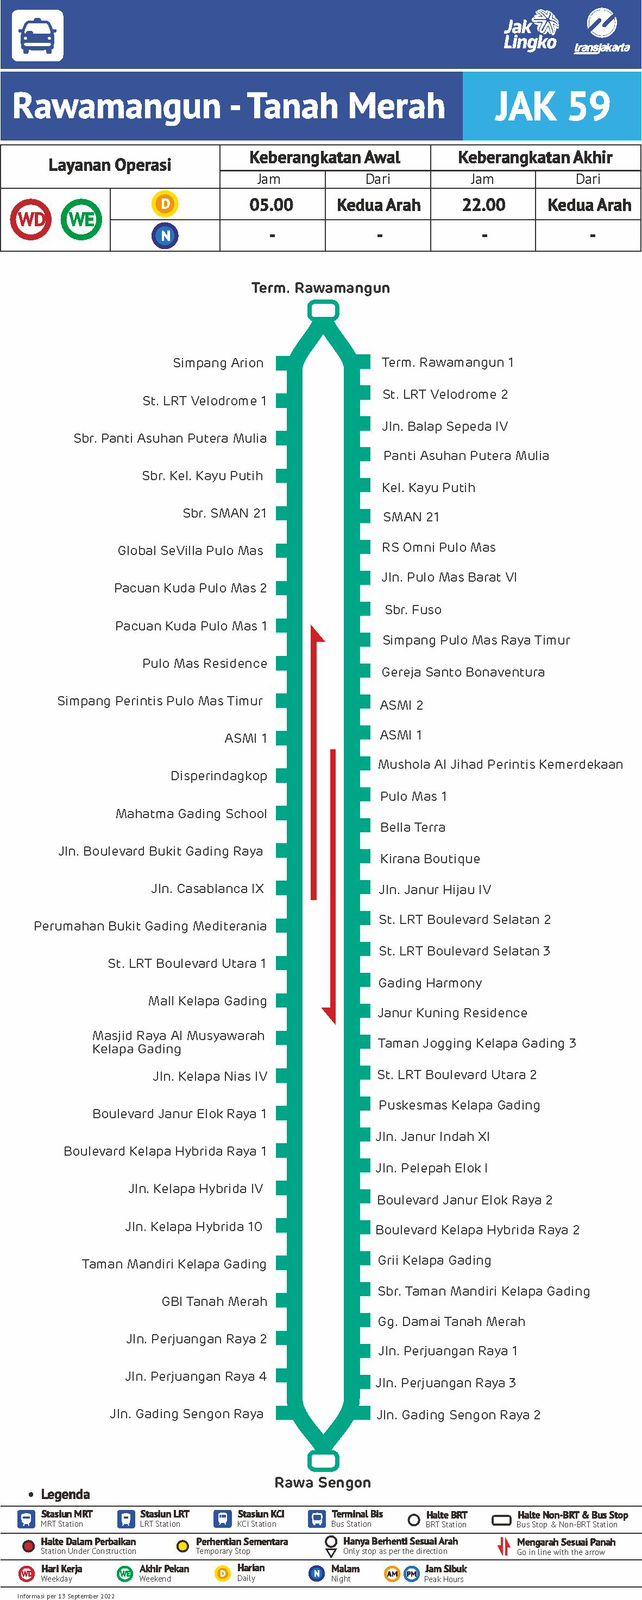 Jak
Lingko
transjakarta
Rawamangun - Tanah Merah
JAK 59
Layanan Operasi
Keberangkatan Awal
Keberangkatan Akhir
Jam
Dari
Jam
Dari
WD
WE
D
05.00
Kedua Arah
22.00
Kedua Arah
N
-
-
-
-
Term. Rawamangun
Simpang Arion
St. LRT Velodrome 1
Sbr. Panti Asuhan Putera Mulia
Sbr. Kel. Kayu Putih
Sbr. SMAN 21
Global SeVilla Pulo Mas
Pacuan Kuda Pulo Mas 2
Pacuan Kuda Pulo Mas 1
Pulo Mas Residence
Simpang Perintis Pulo Mas Timur
ASMI 1
Disperindagkop
Mahatma Gading School
Jln. Boulevard Bukit Gading Raya
Jln. Casablanca IX
Perumahan Bukit Gading Mediterania
St. LRT Boulevard Utara 1
Mall Kelapa Gading
Masjid Raya Al Musyawarah
Kelapa Gading
Jln. Kelapa Nias IV
Boulevard Janur Elok Raya 1
Boulevard Kelapa Hybrida Raya 1
Jln. Kelapa Hybrida IV
Jln. Kelapa Hybrida 10
Taman Mandiri Kelapa Gading
GBI Tanah Merah
Jln. Perjuangan Raya 2
Jln. Perjuangan Raya 4
Jln. Gading Sengon Raya
Term. Rawamangun 1
St. LRT Velodrome 2
Jln. Balap Sepeda IV
Panti Asuhan Putera Mulia
Kel. Kayu Putih
SMAN 21
RS Omni Pulo Mas
Jln. Pulo Mas Barat VI
Sbr. Fuso
Simpang Pulo Mas Raya Timur
Gereja Santo Bonaventura
ASMI 2
ASMI 1
Mushola Al Jihad Perintis Kemerdekaan
Pulo Mas 1
Bella Terra
Kirana Boutique
Jln. Janur Hijau IV
St. LRT Boulevard Selatan 2
St. LRT Boulevard Selatan 3
Gading Harmony
Janur Kuning Residence
Taman Jogging Kelapa Gading 3
St. LRT Boulevard Utara 2
Puskesmas Kelapa Gading
Jln. Janur Indah XI
Jln. Pelepah Elok I
Boulevard Janur Elok Raya 2
Boulevard Kelapa Hybrida Raya 2
Grii Kelapa Gading
Sbr. Taman Mandiri Kelapa Gading
Gg. Damai Tanah Merah
Jln. Perjuangan Raya 1
Jln. Perjuangan Raya 3
Jln. Gading Sengon Raya 2
Rawa Sengon
• Legenda
Stasiun MRT
MRT Station
Stasiun LRT
LRT Station
Stasiun KCI
KCI Station
Terminal Bis
Bus Station
Halte BRT
BRT Station
Halte Non-BRT & Bus Stop
Bus Stop & Non-BRT Station
Halte Dalam Perbaikan
Station Under Construction
Perhentian Sementara
Temporary Stop
Hanya Berhenti Sesuai Arah
Only stop as per the direction
Mengarah Sesuai Panah
Go in line with the arrow
WD
Hari Kerja
Weekday
WE
Akhir Pekan
Weekend
D
Harian
Daily
N
Malam
Night
AM
PM
Jam Sibuk
Peak Hours
Informasi per 13 September 2022